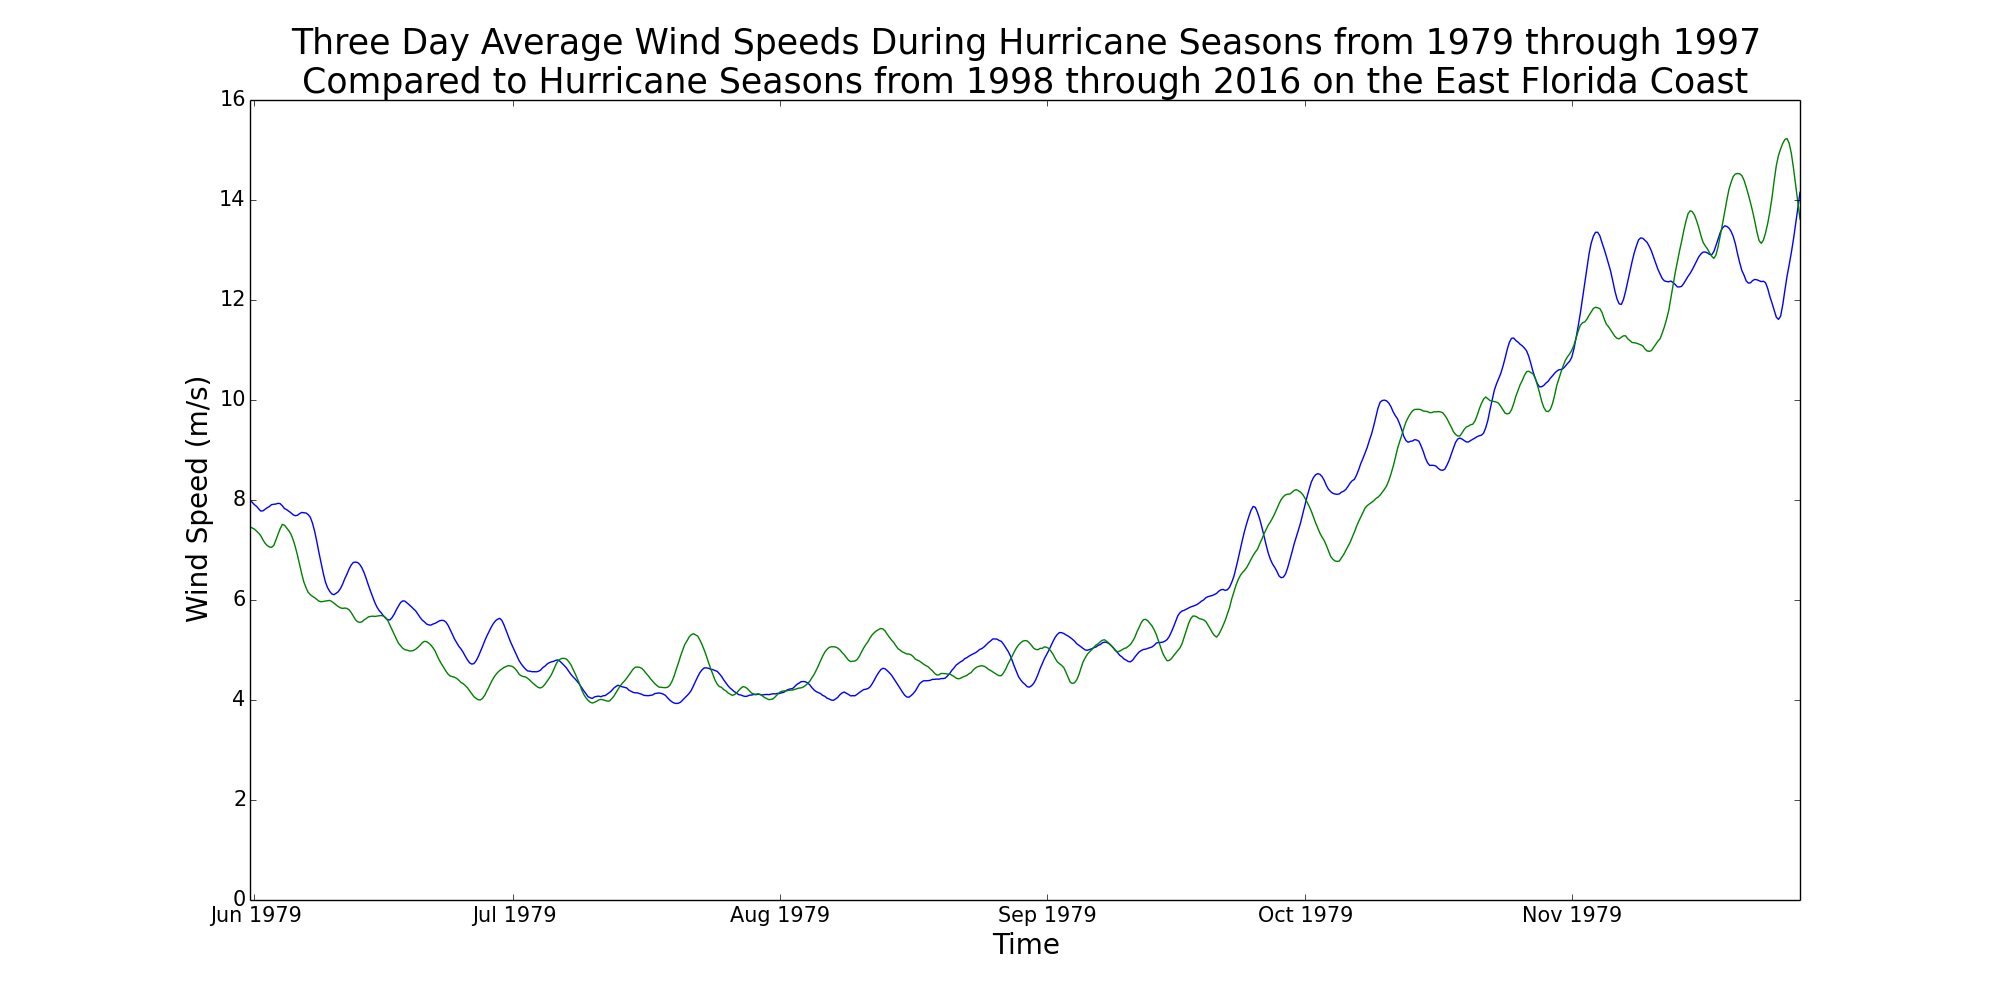 Three Day Average Wind Speeds During Hurricane Seasons from 1979 through 1997
Compared to Hurricane Seasons from 1998 through 2016 on the East Florida Coast
16
14
12
10
8
6
4
2
0
Wind Speed (m/s)
Jun 1979 Jul 1979 Aug 1979 Sep 1979 Oct 1979 Nov 1979
Time